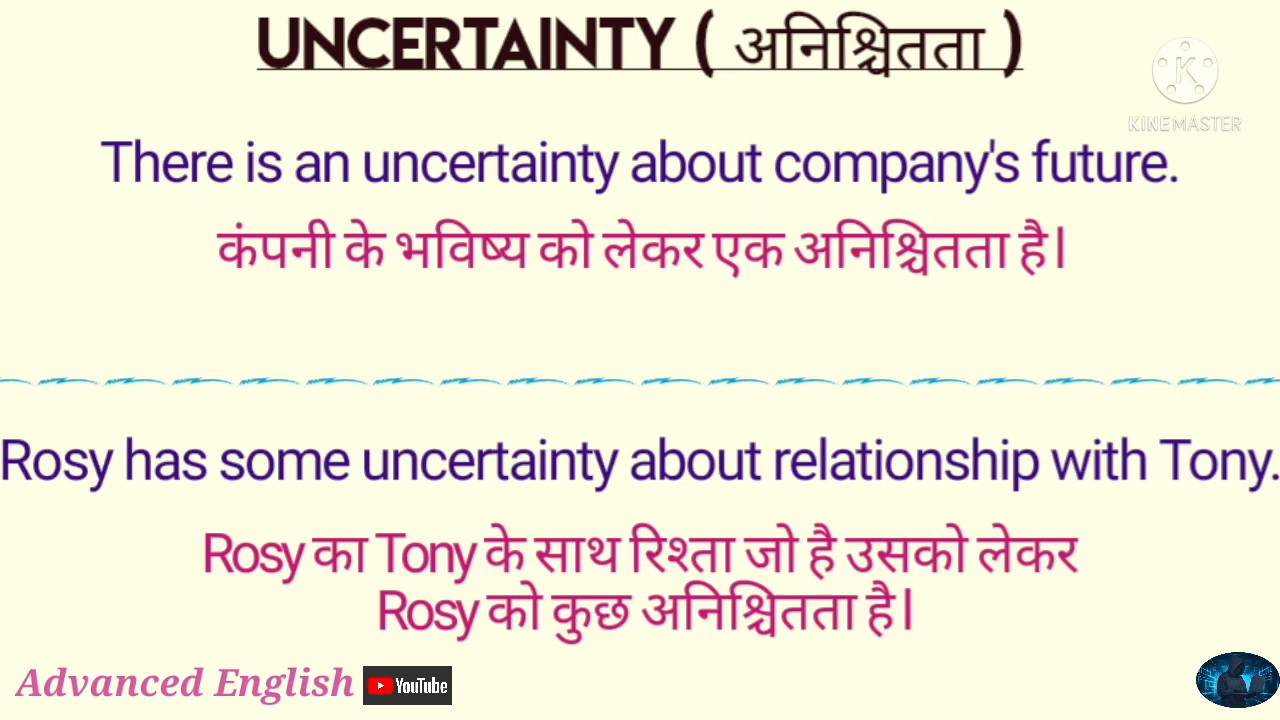 UNCERTAINTY ( अनिश्चितता )
K
KINEMASTER
There is an uncertainty about company's future.
कंपनी के भविष्य को लेकर एक अनिश्चितता है।
Rosy has some uncertainty about relationship with Tony.
Rosy का Tony के साथ रिश्ता जो है उसको लेकर
Rosy को कुछ अनिश्चितता है।
Advanced English YouTube